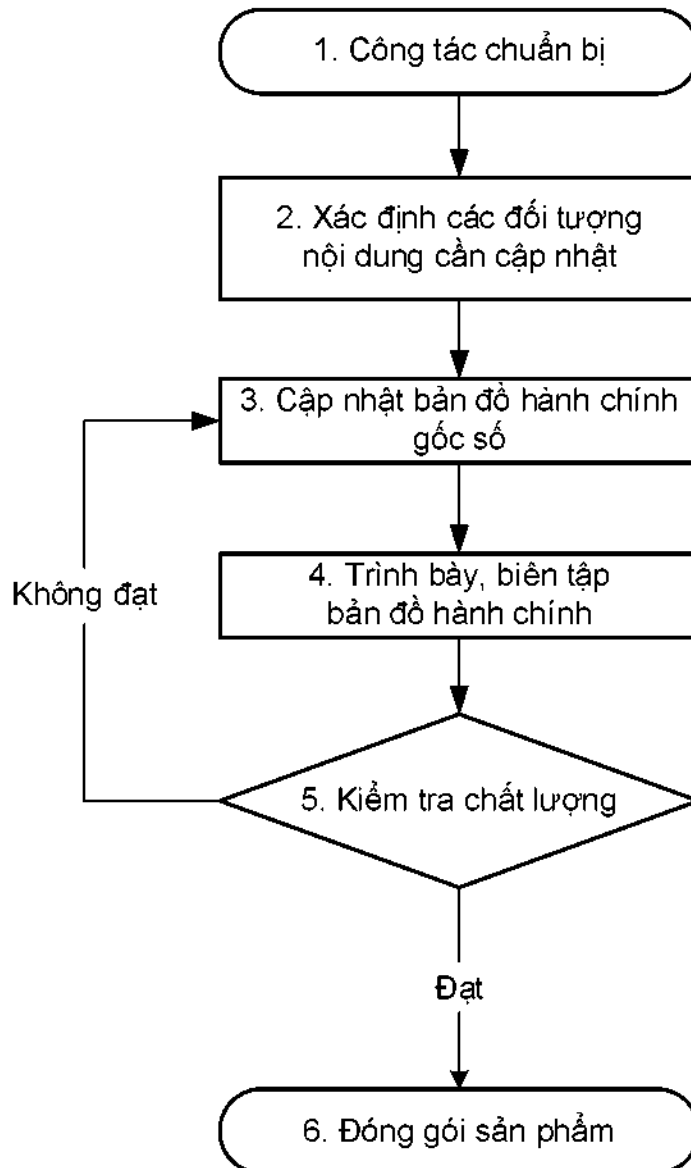 1. Công tác chuẩn bị
2. Xác định các đối tượng
nội dung cần cập nhật
3. Cập nhật bản đồ hành chính
gốc số
4. Trình bày, biên tập
bản đồ hành chính
Không đạt
5. Kiểm tra chất lượng
Đạt
6. Đóng gói sản phẩm